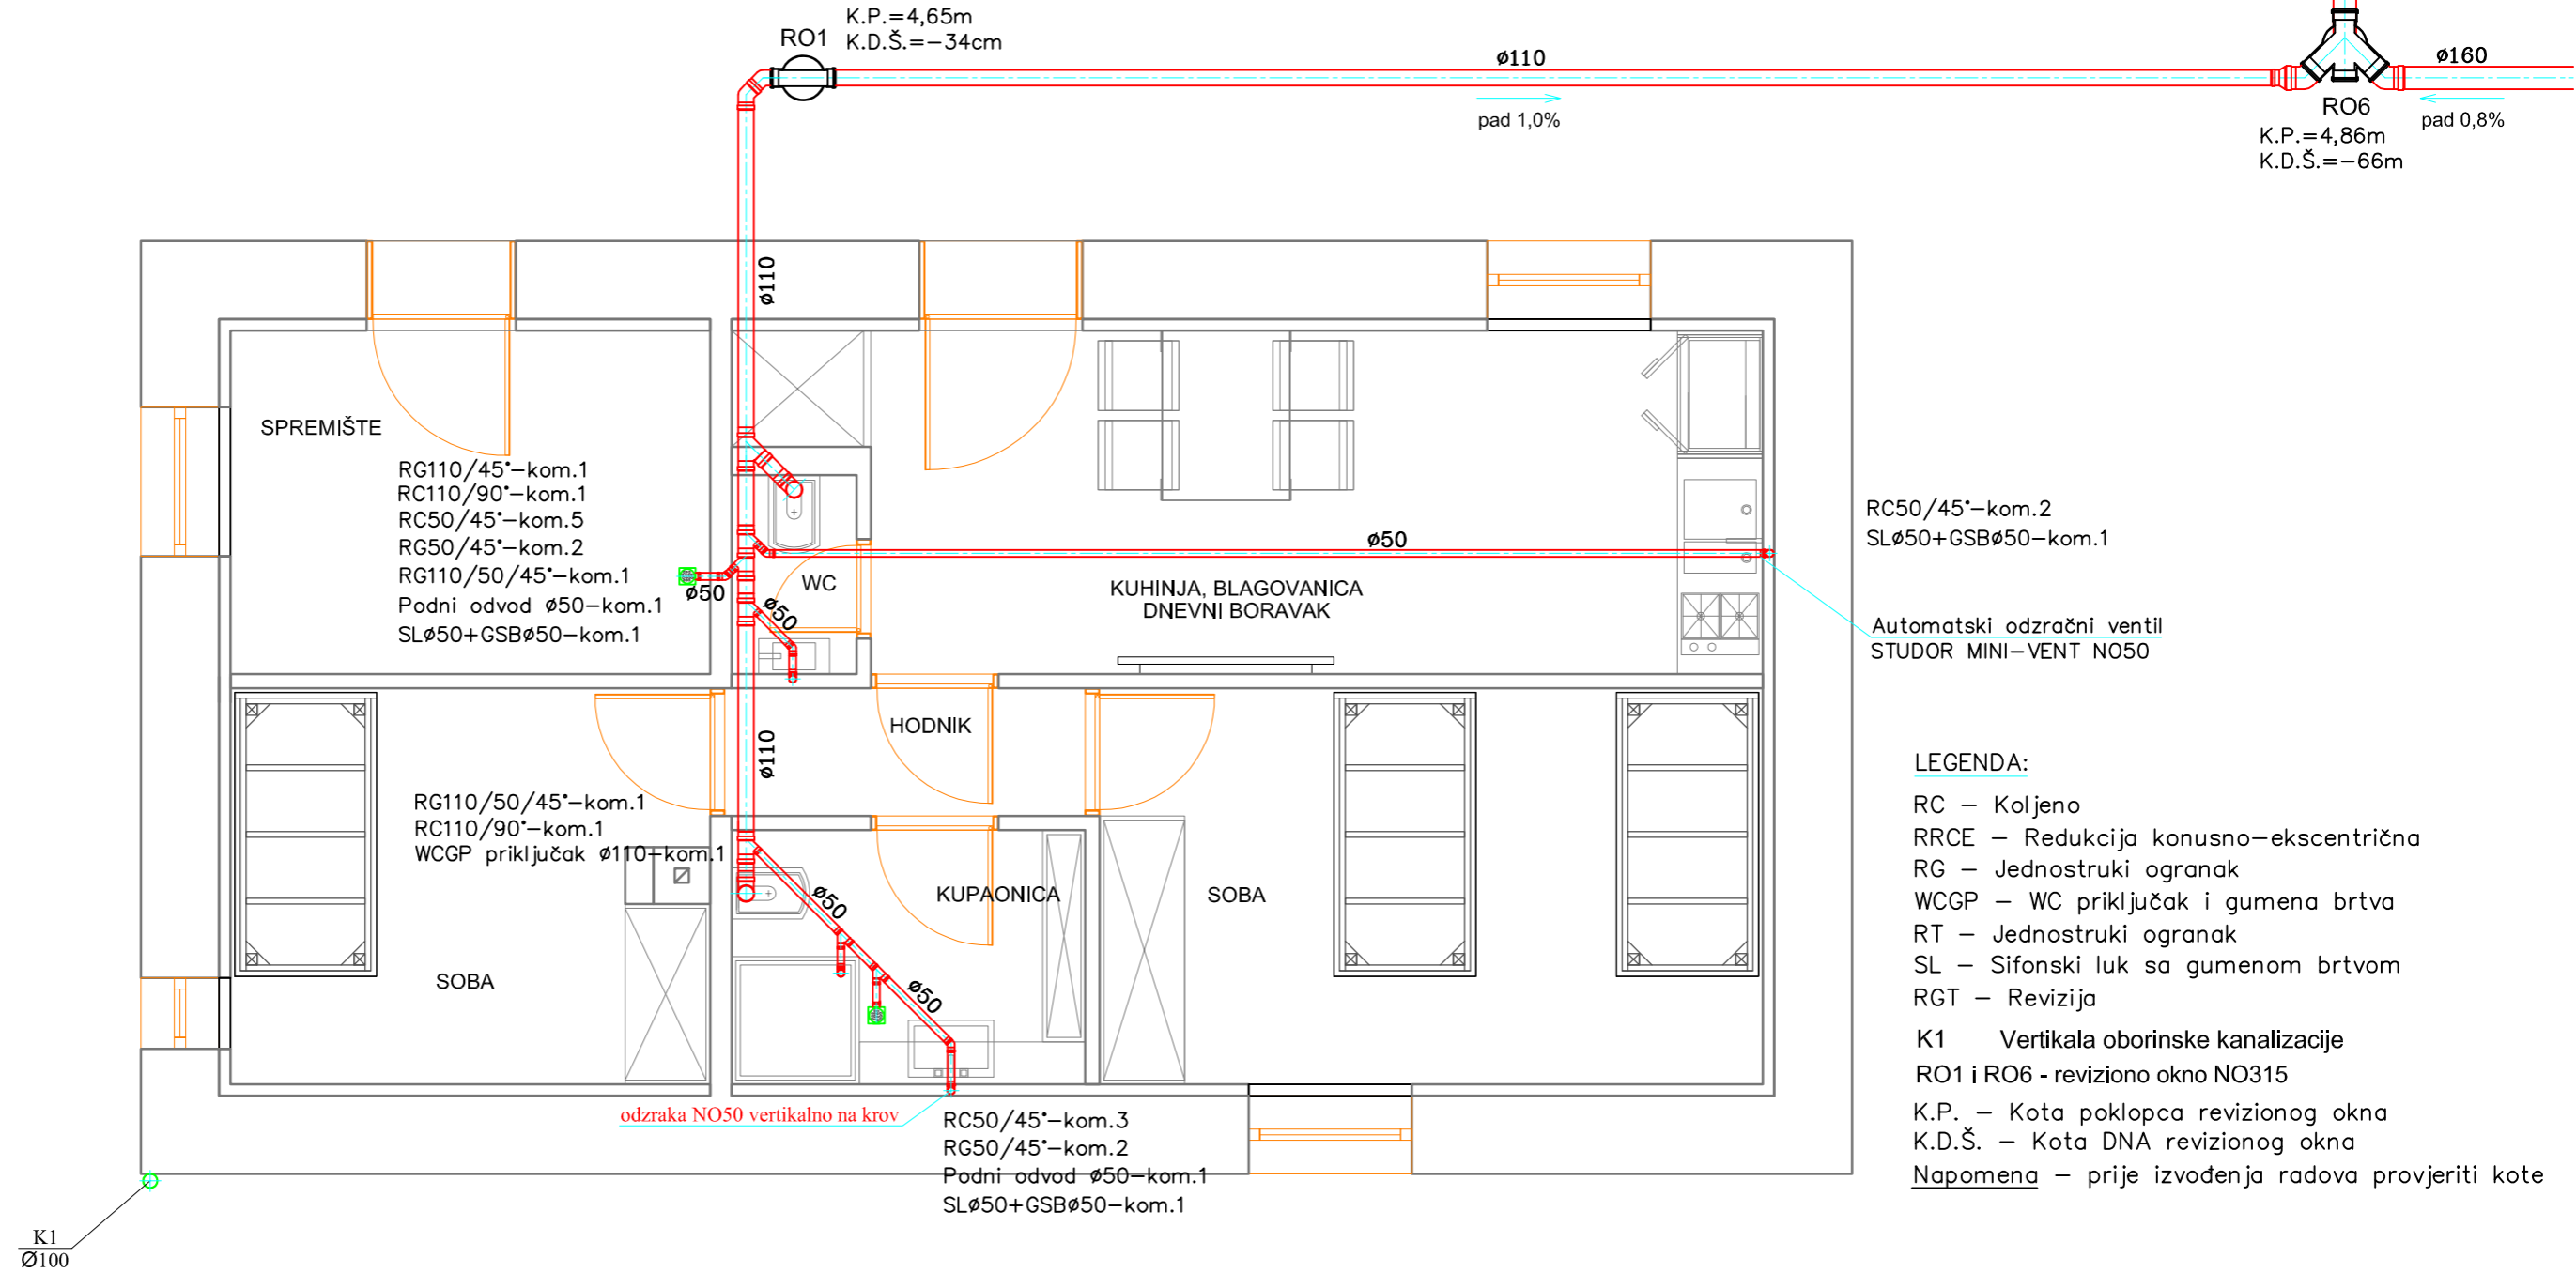 K.P.=4,65m
RO1
K.D.Š.=-34cm
ø110
ø160
pad 1,0%
RO6
pad 0,8%
K.P.=4,86m
K.D.Š.=-66m
ø110
SPREMIŠTE
RG110/45°-kom.1
RC110/90°-kom.1
RC50/45°-kom.5
RG50/45°-kom.2
RG110/50/45°-kom.1
Podni odvod ø50-kom.1
SLø50+GSBø50-kom.1
ø50
ø50
WC
ø50
KUHINJA, BLAGOVANICA
DNEVNI BORAVAK
RC50/45°-kom.2
SLø50+GSBø50-kom.1
Automatski odzračni ventil
STUDOR MINI-VENT NO50
HODNIK
ø110
RG110/50/45°-kom.1
RC110/90°-kom.1
WCGP priključak ø110-kom.1
ø50
KUPAONICA
SOBA
SOBA
ø50
odzraka NO50 vertikalno na krov
RC50/45°-kom.3
RG50/45°-kom.2
Podni odvod ø50-kom.1
SLø50+GSBø50-kom.1
K1
Ø100
LEGENDA:
RC - Koljeno
RRCE - Redukcija konusno-ekscentrična
RG - Jednostruki ogranak
WCGP - WC priključak i gumena brtva
RT - Jednostruki ogranak
SL - Sifonski luk sa gumenom brtvom
RGT - Revizija
K1 Vertikala oborinske kanalizacije
RO1 i RO6 - reviziono okno NO315
K.P. - Kota poklopca revizionog okna
K.D.Š. - Kota DNA revizionog okna
Napomena - prije izvođenja radova provjeriti kote